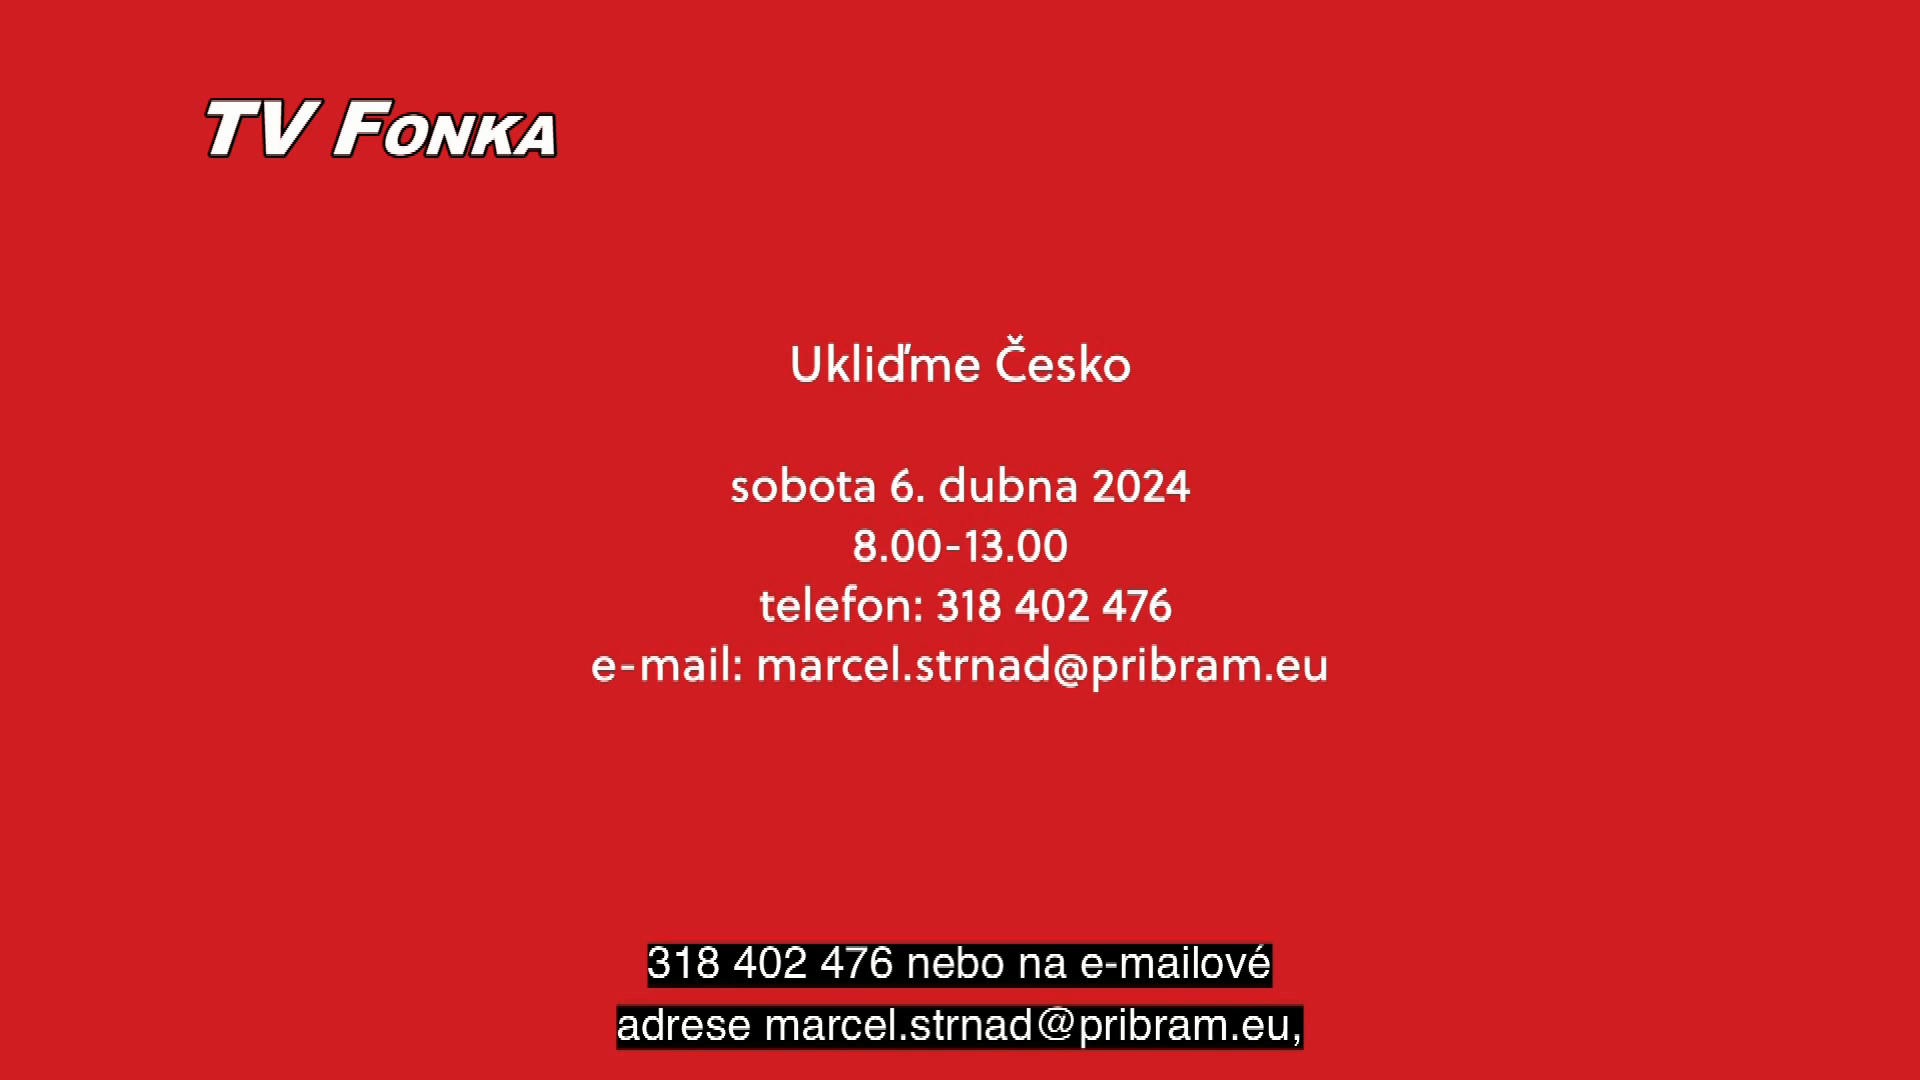 TV FONKA
Ukliďme Česko
sobota 6. dubna 2024
8.00-13.00
telefon: 318 402 476
e-mail: marcel.strnad@pribram.eu
318 402 476 nebo na e-mailové
adrese marcel.strnad@pribram.eu,